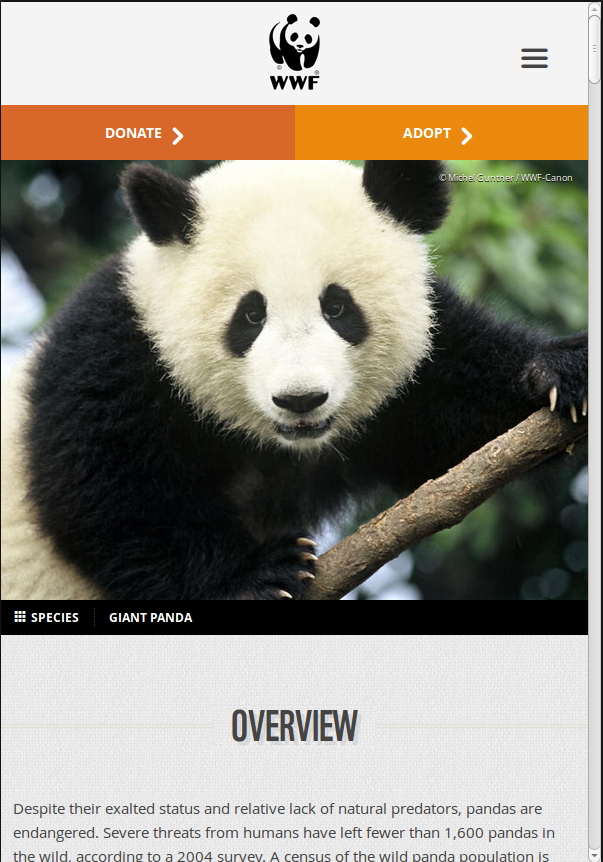 WWF
DONATE
ADOPT
© Michel Gunther / WWF-Canon
SPECIES
GIANT PANDA
OVERVIEW
Despite their exalted status and relative lack of natural predators, pandas are
endangered. Severe threats from humans have left fewer than 1,600 pandas in
the wild, according to a 2004 survey. A census of the wild panda population is